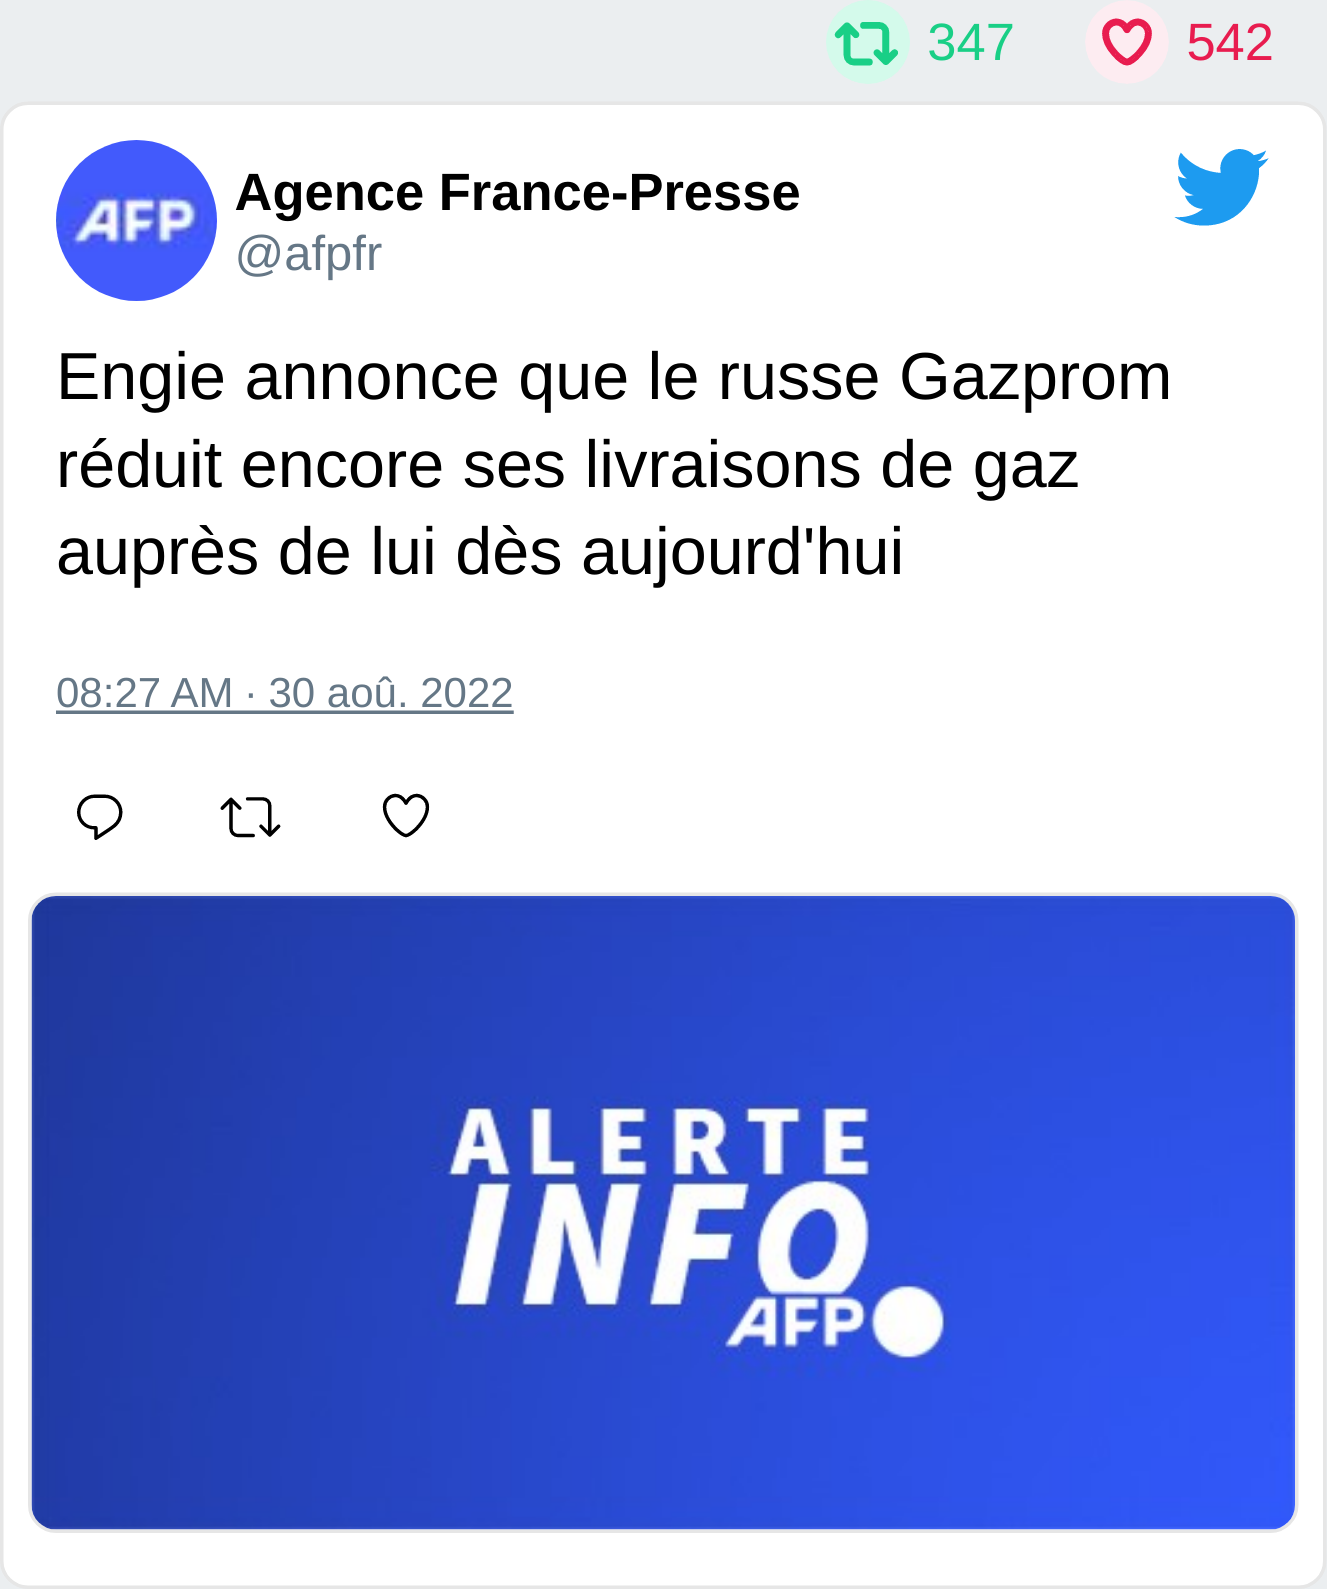 347 542
AFP
Agence France-Presse
@afpfr
Engie annonce que le russe Gazprom
réduit encore ses livraisons de gaz
auprès de lui dès aujourd'hui
08:27 AM · 30 aoû. 2022
ALERTE
INFO
AFP